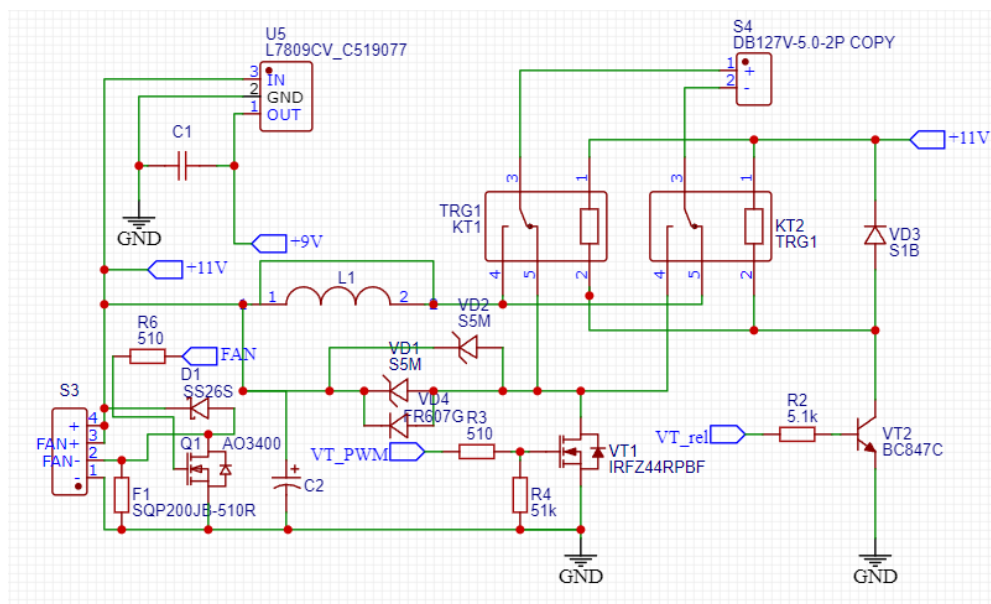 U5
L7809CV_C519077
3
IN
2
GND
1
OUT
C1
GND
+9V
+11V
S4
DB127V-5.0-2P COPY
1
+
2
-
+11V
3
1
TRG1
KT1
4
5
2
3
1
KT2
TRG1
4
5
2
VD3
S1B
L1
1
2
R6
510
FAN
D1
SS26S
VD2
S5M
VD1
S5M
VD4
FR607G
S3
4
+
3
FAN+
2
FAN-
1
-
Q1
AO3400
F1
SQP200JB-510R
+
C2
VT_PWM
R3
510
R4
51k
VT1
IRFZ44RPBF
GND
VT_rel
R2
5.1k
VT2
BC847C
GND